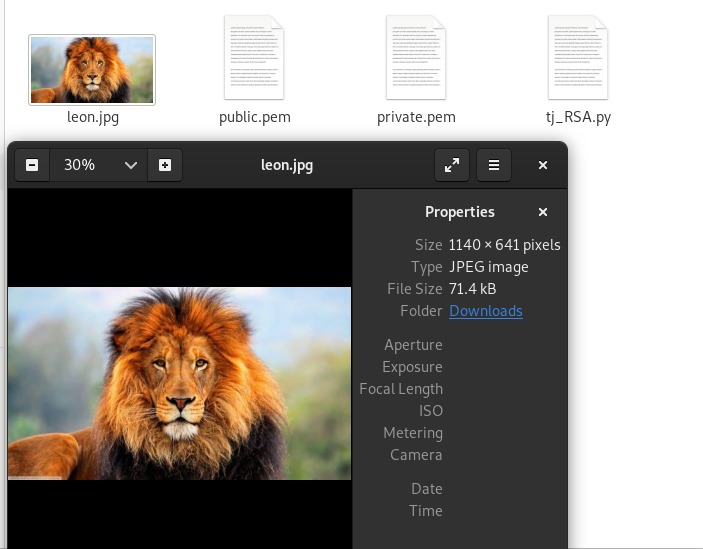 leon.jpg
public.pem
private.pem
tj_RSA.py
30%
leon.jpg
Properties
Size 1140 × 641 pixels
Type JPEG image
File Size 71.4 kB
Folder Downloads
Aperture
Exposure
Focal Length
ISO
Metering
Camera
Date
Time